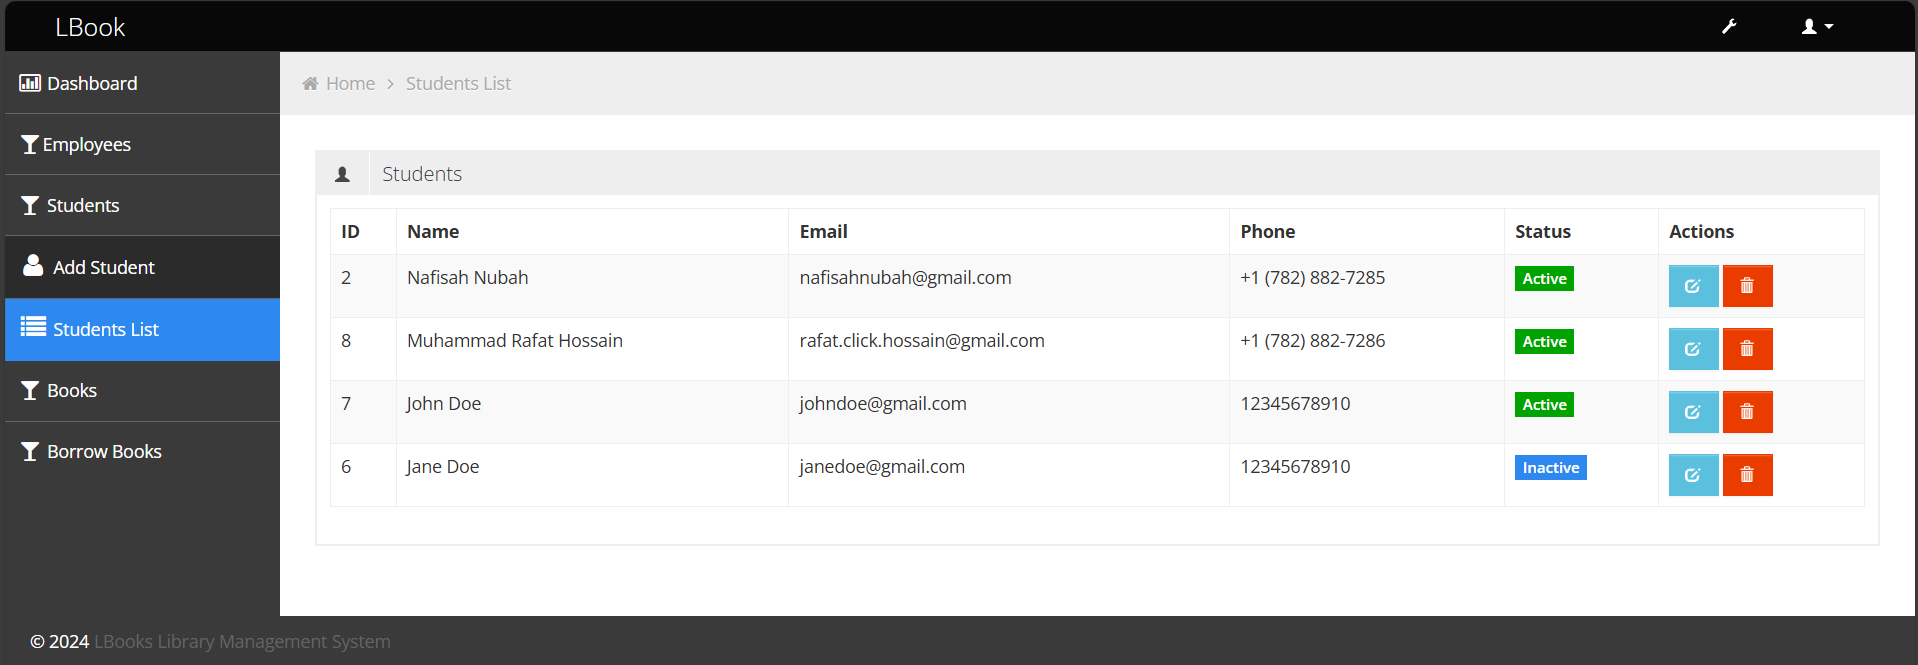 LBook
Dashboard
Employees
Students
Add Student
Students List
Books
Borrow Books
Home > Students List
Students
ID Name Email Phone Status Actions
2 Nafisah Nubah nafisahnubah@gmail.com +1 (782) 882-7285 Active
8 Muhammad Rafat Hossain rafat.click.hossain@gmail.com +1 (782) 882-7286 Active
7 John Doe johndoe@gmail.com 12345678910 Active
6 Jane Doe janedoe@gmail.com 12345678910 Inactive
© 2024 LBooks Library Management System